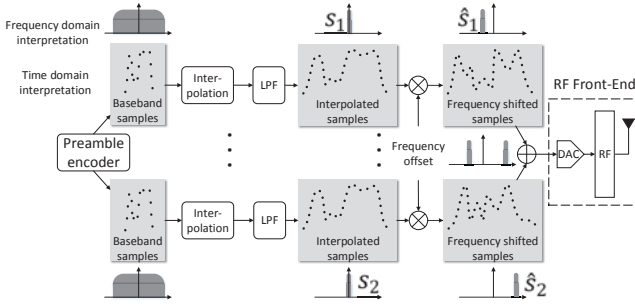 Frequency domain
interpretation
S₁
Ŝ₁
Time domain
interpretation
Inter-
polation
LPF
Baseband
samples
Interpolated
samples
Frequency shifted
samples
RF Front-End
Preamble
encoder
Frequency
offset
DAC
RF
Inter-
polation
LPF
Baseband
samples
Interpolated
samples
Frequency shifted
samples
S₂
Ŝ₂